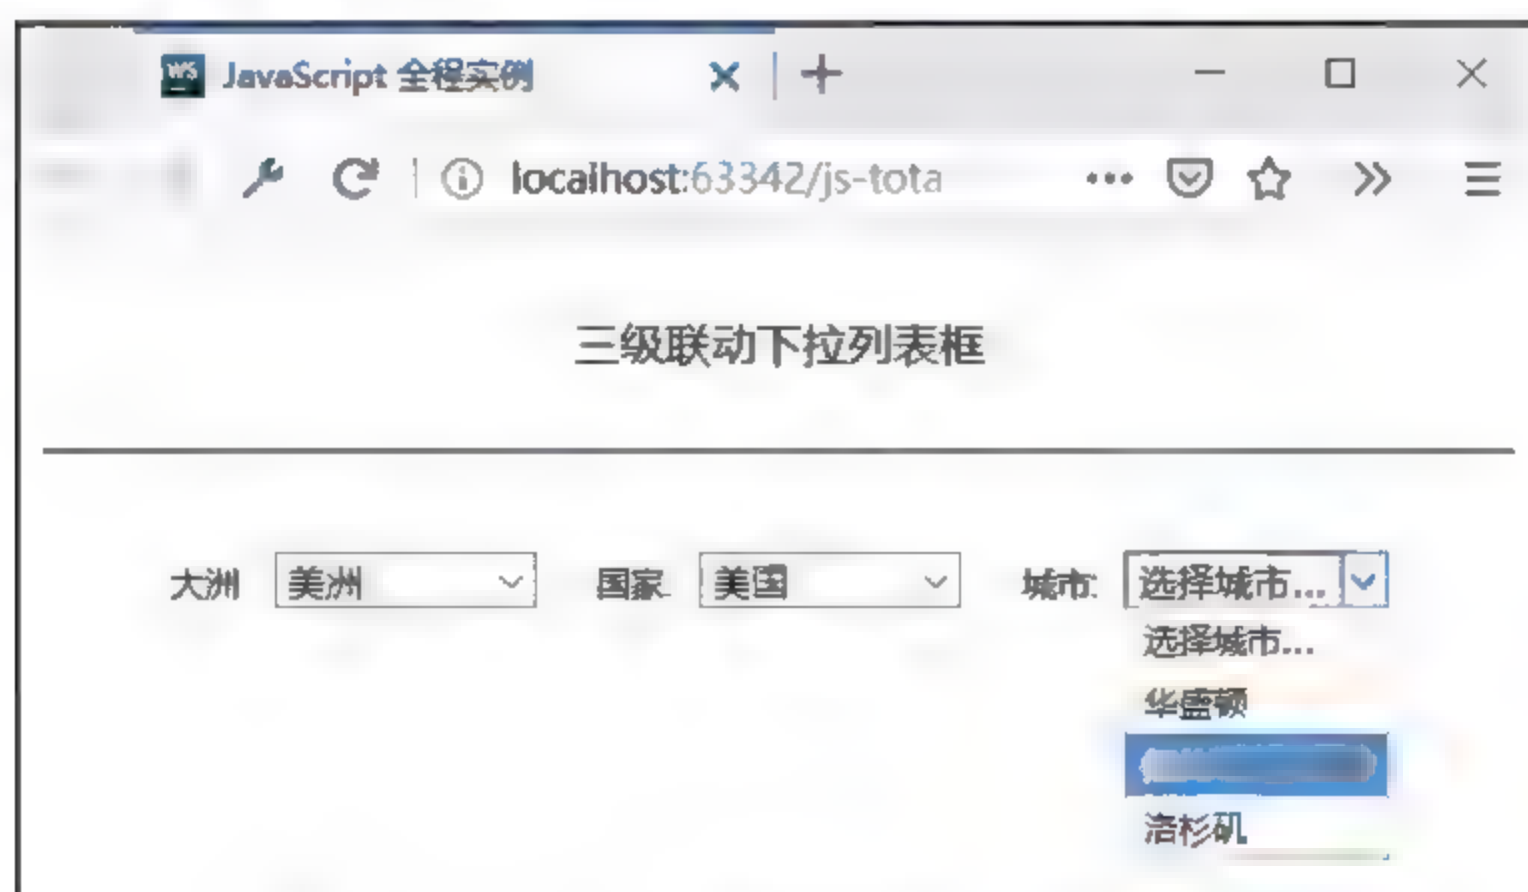 WS JavaScript 全程实例
localhost:63342/js-tota
三级联动下拉列表框
大洲 美洲 国家 美国 城市: 选择城市...
选择城市...
华盛顿
洛杉矶